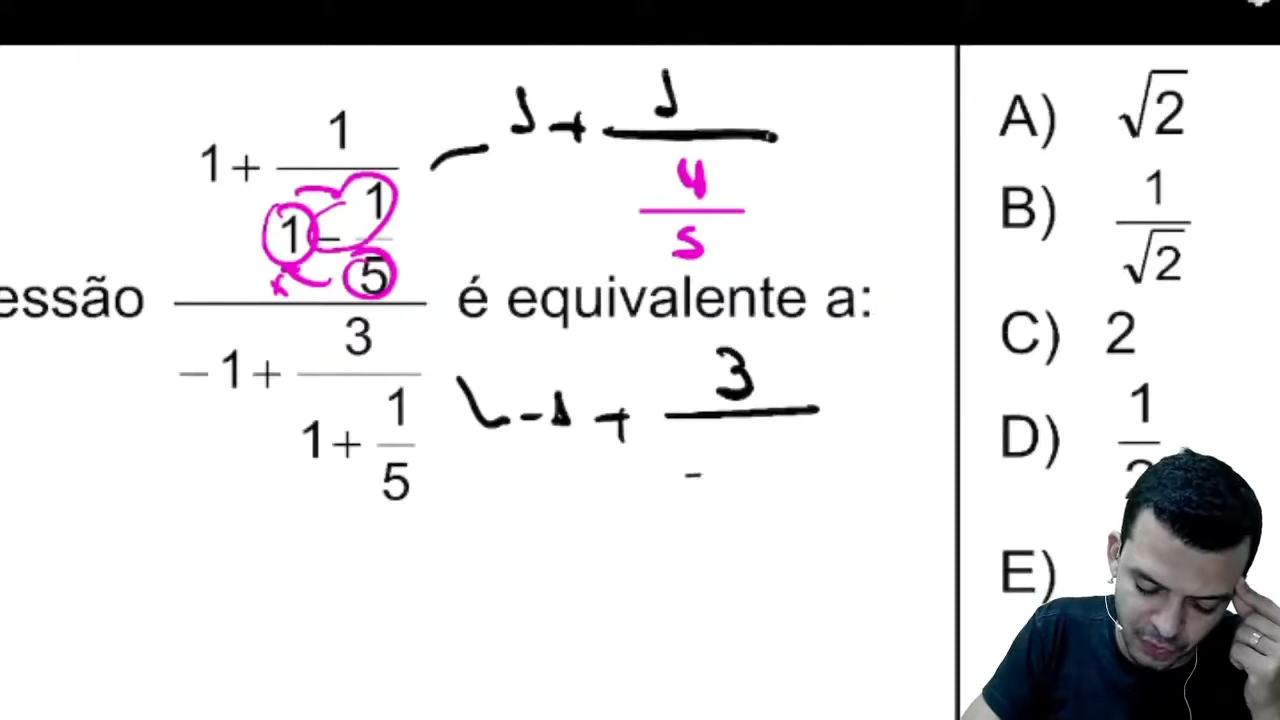 1 + 1 / (1 - 1/5)
essão é equivalente a:
-1 + 3 / (1 + 1/5)
1 + 1 / (4/5)
-1 + 3 / -
A) √2
B) 1/√2
C) 2
D) 1/2
E)